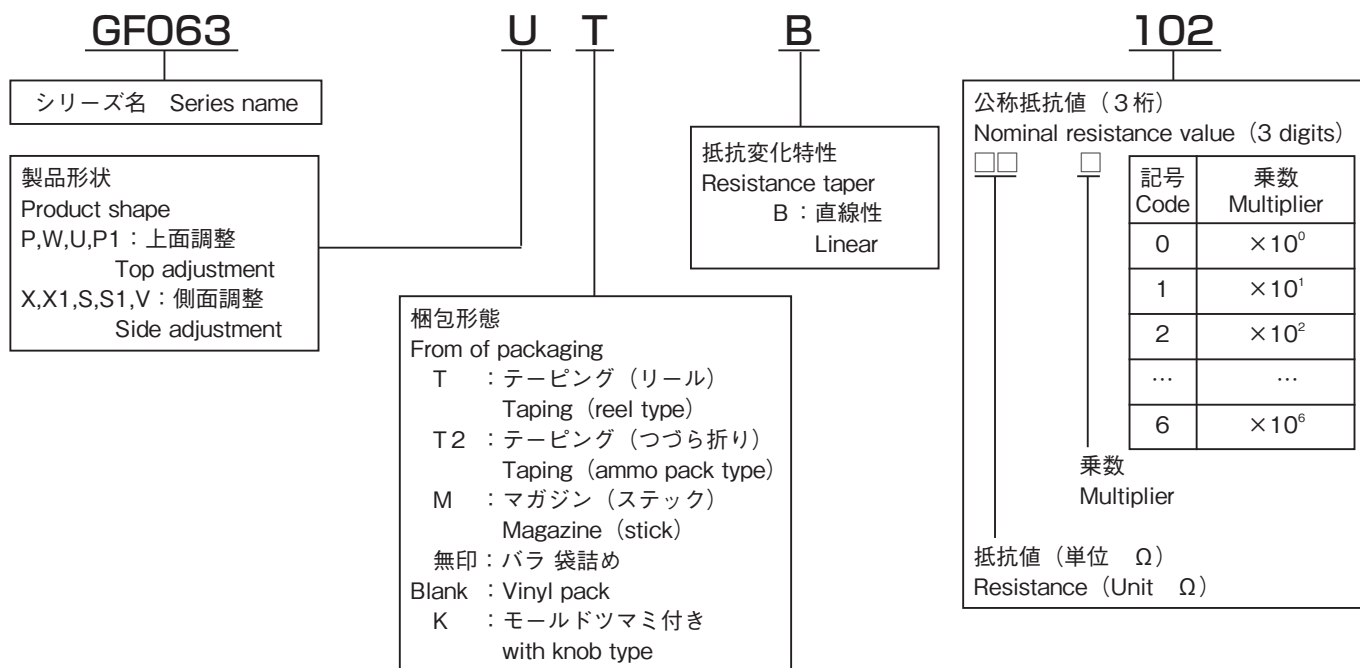 GF063 U T B 102
シリーズ名 Series name
製品形状
Product shape
P,W,U,P1：上面調整
Top adjustment
X,X1,S,S1,V：側面調整
Side adjustment
梱包形態
From of packaging
T ：テーピング（リール）
Taping（reel type）
T2 ：テーピング（つづら折り）
Taping（ammo pack type）
M ：マガジン（ステック）
Magazine（stick）
無印：バラ 袋詰め
Blank ：Vinyl pack
K ：モールドツマミ付き
with knob type
抵抗変化特性
Resistance taper
B ：直線性
Linear
公称抵抗値（3桁）
Nominal resistance value（3 digits）
□□ □
記号 乗数
Code Multiplier
0 ×10⁰
1 ×10¹
2 ×10²
… …
6 ×10⁶
乗数
Multiplier
抵抗値（単位 Ω）
Resistance（Unit Ω）